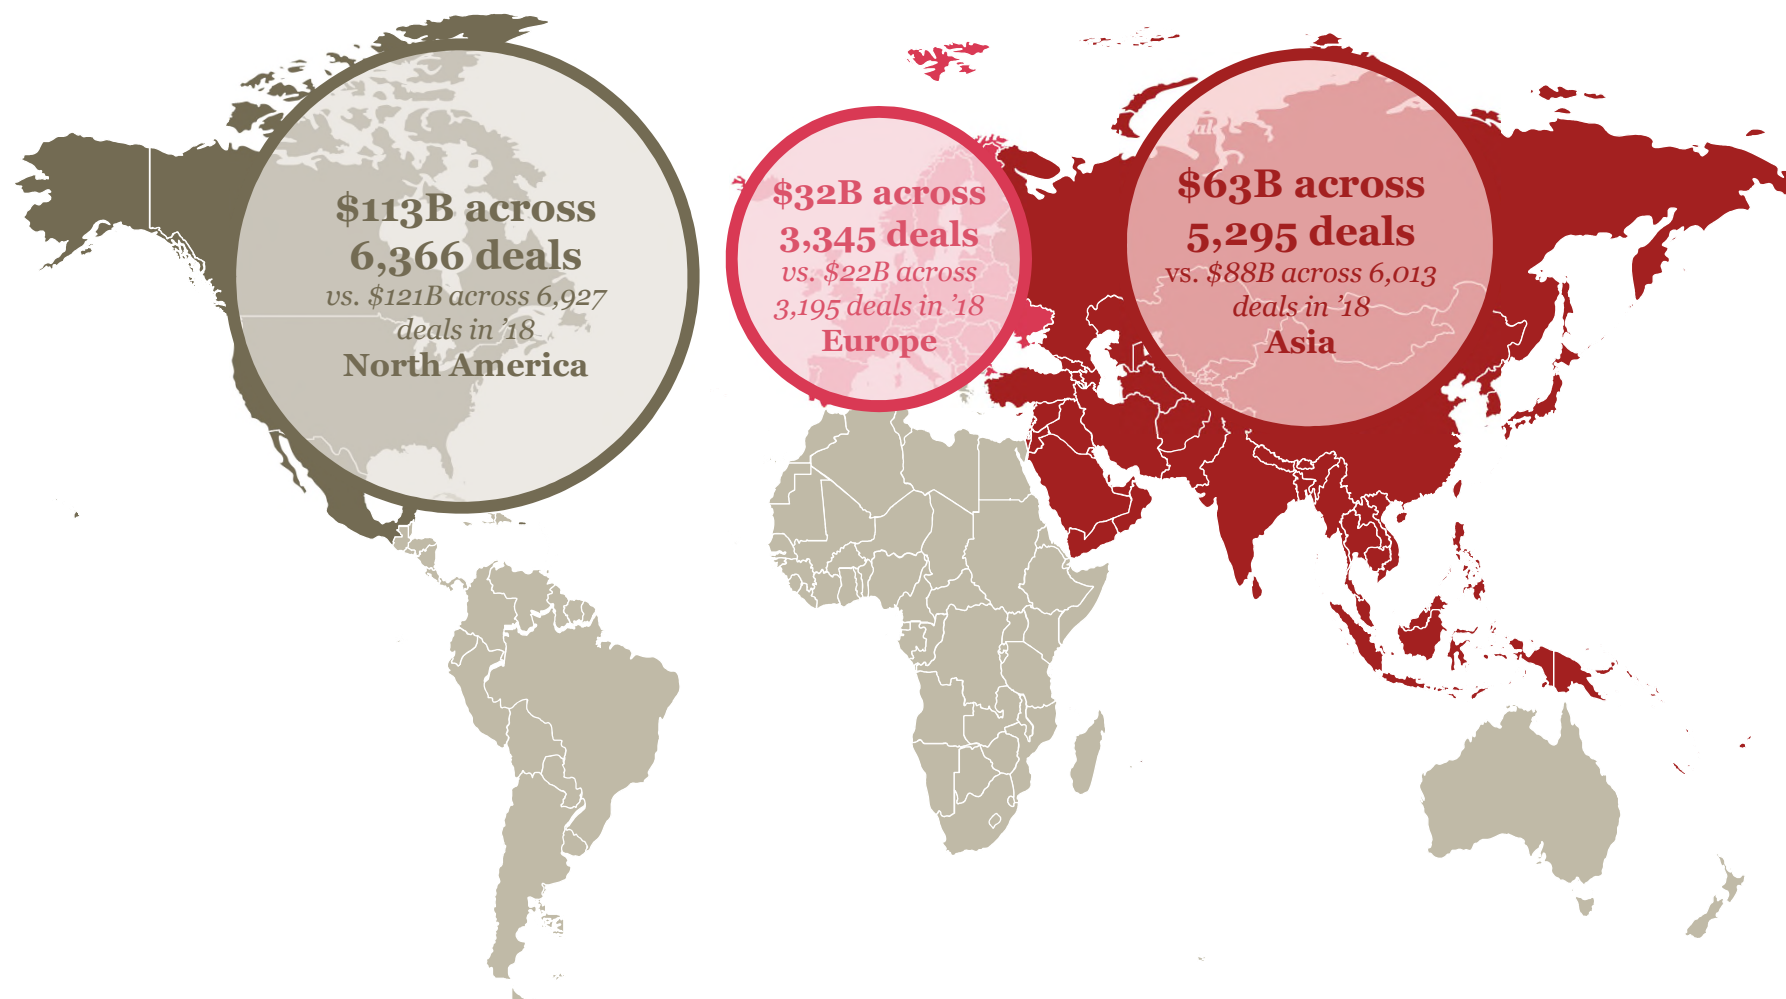 $113B across
6,366 deals
vs. $121B across 6,927
deals in ’18
North America
$32B across
3,345 deals
vs. $22B across
3,195 deals in ’18
Europe
$63B across
5,295 deals
vs. $88B across 6,013
deals in ’18
Asia